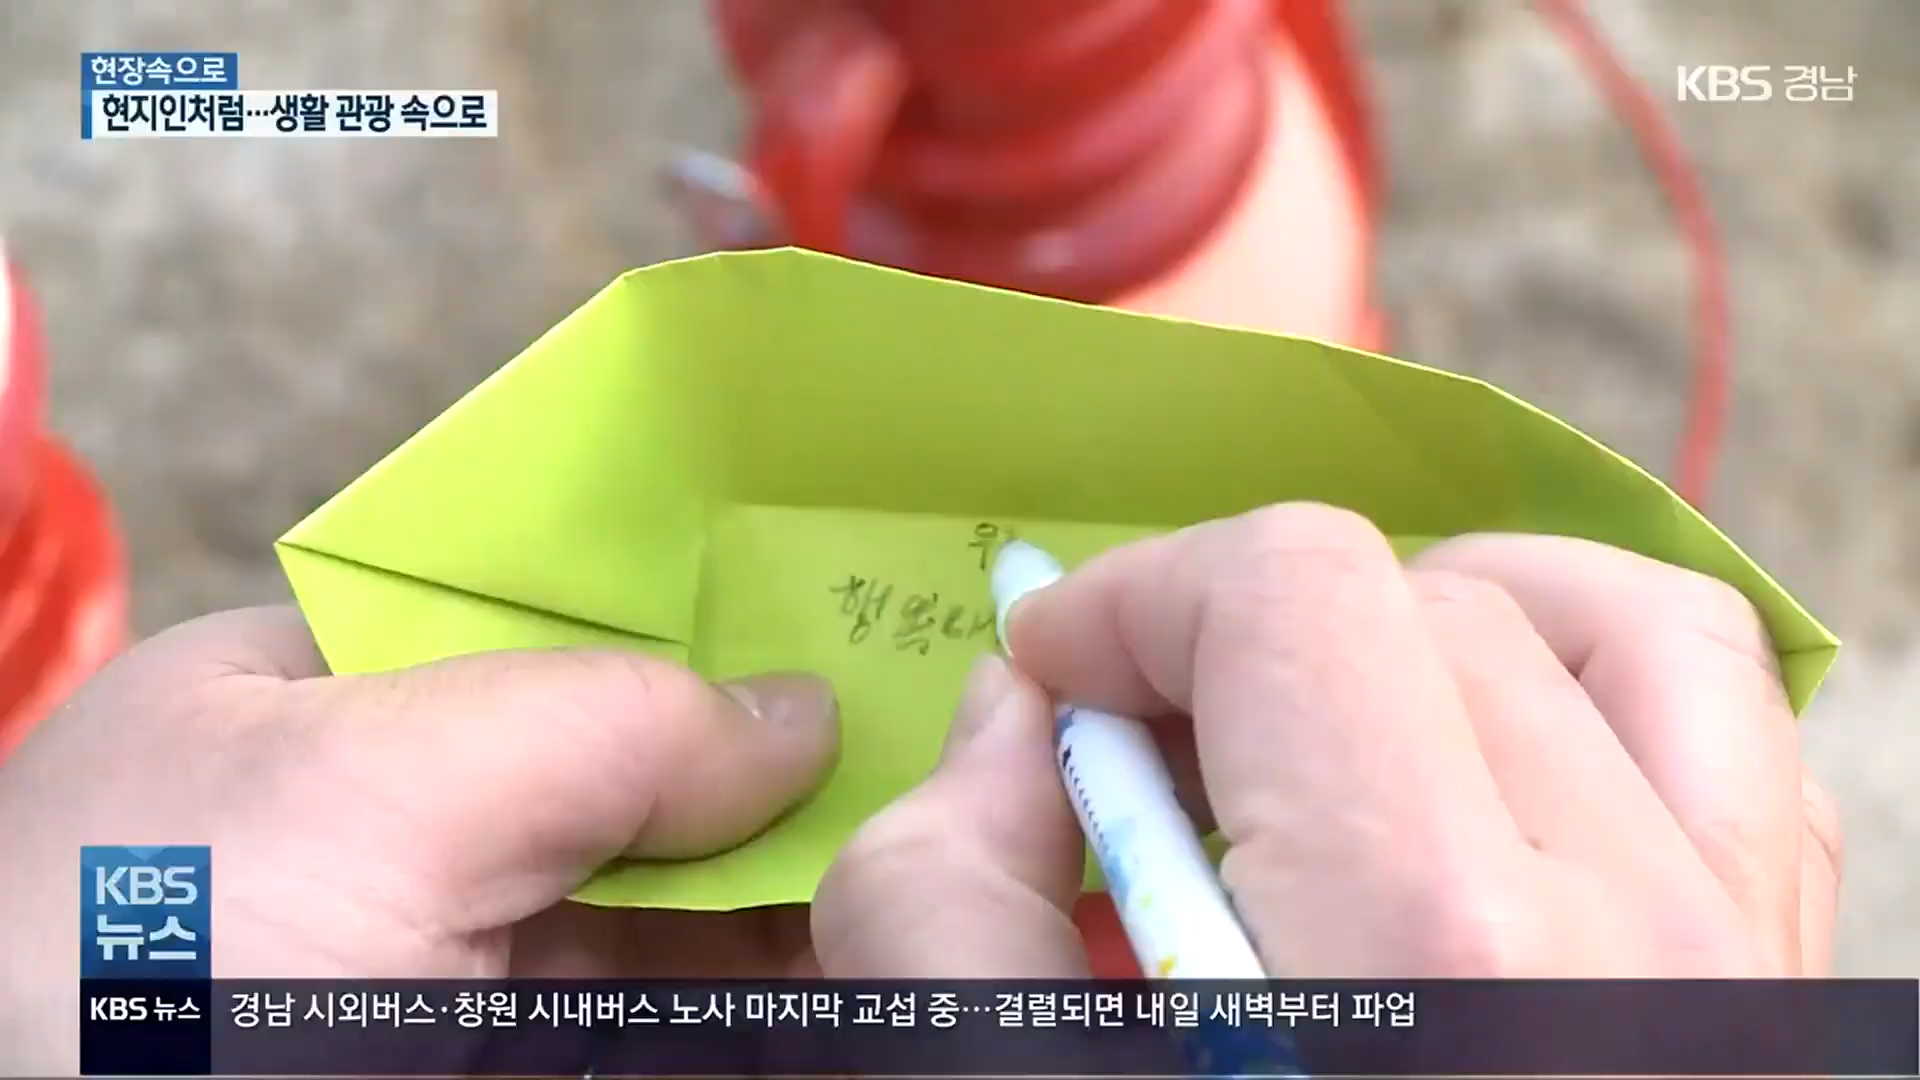 현장속으로
현지인처럼…생활 관광 속으로
KBS 경남
KBS
뉴스
KBS 뉴스
경남 시외버스·창원 시내버스 노사 마지막 교섭 중…결렬되면 내일 새벽부터 파업